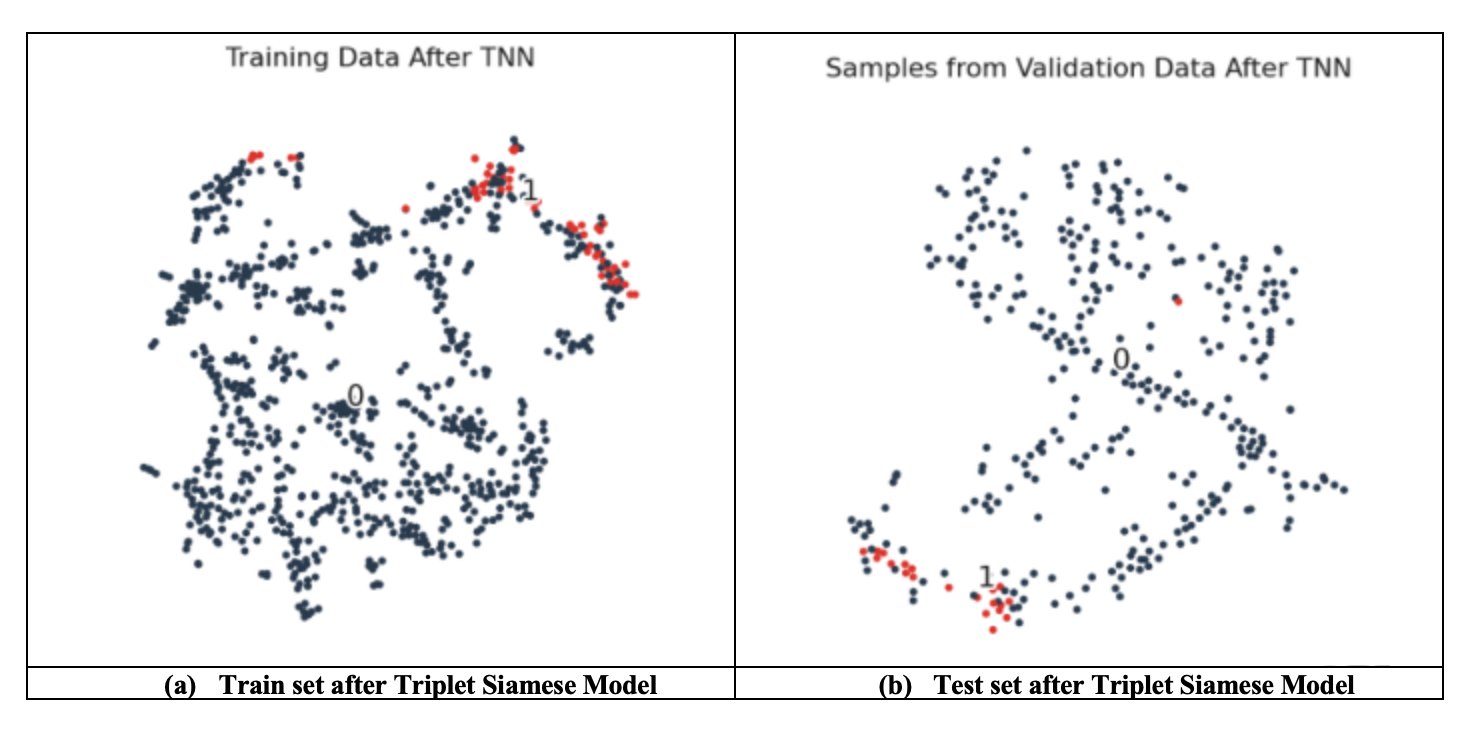 Training Data After TNN
1
0
(a) Train set after Triplet Siamese Model
Samples from Validation Data After TNN
0
1
(b) Test set after Triplet Siamese Model